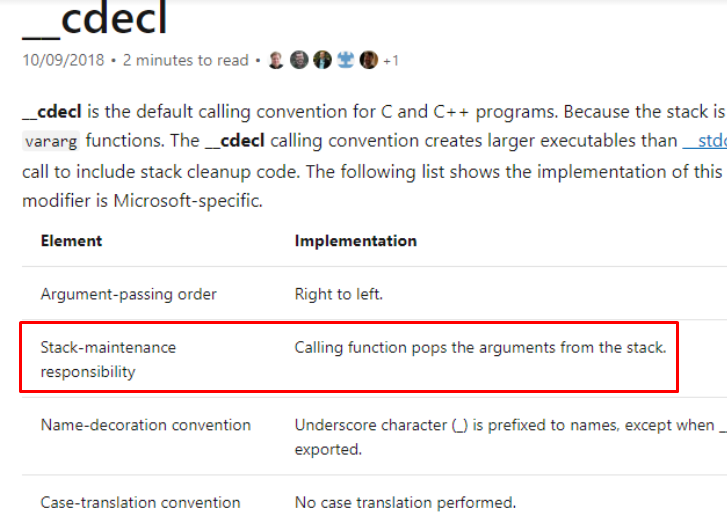 __cdecl
10/09/2018 • 2 minutes to read • +1
__cdecl is the default calling convention for C and C++ programs. Because the stack is
vararg functions. The __cdecl calling convention creates larger executables than __stdc
call to include stack cleanup code. The following list shows the implementation of this
modifier is Microsoft-specific.
Element Implementation
Argument-passing order Right to left.
Stack-maintenance responsibility Calling function pops the arguments from the stack.
Name-decoration convention Underscore character (_) is prefixed to names, except when _
exported.
Case-translation convention No case translation performed.